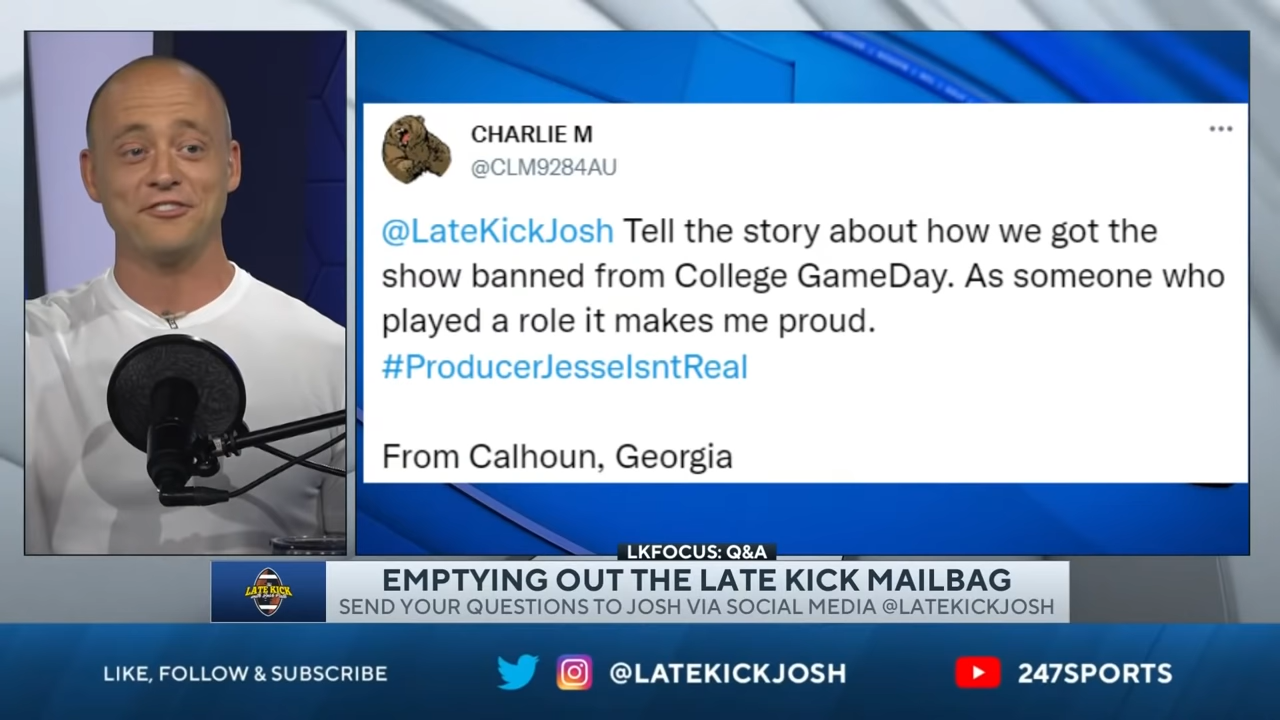 CHARLIE M
@CLM9284AU
@LateKickJosh Tell the story about how we got the
show banned from College GameDay. As someone who
played a role it makes me proud.
#ProducerJesseIsntReal
From Calhoun, Georgia
LKFOCUS: Q&A
LATE KICK
EMPTYING OUT THE LATE KICK MAILBAG
SEND YOUR QUESTIONS TO JOSH VIA SOCIAL MEDIA @LATEKICKJOSH
LIKE, FOLLOW & SUBSCRIBE
@LATEKICKJOSH
247SPORTS